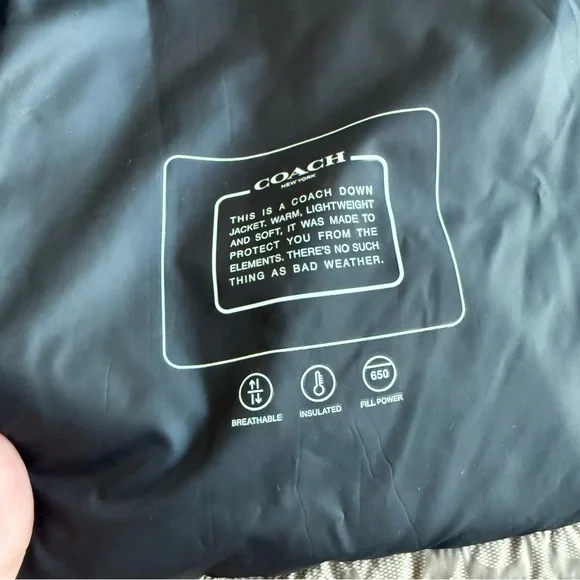 COACH
NEW YORK
THIS IS A COACH DOWN
JACKET. WARM, LIGHTWEIGHT
AND SOFT, IT WAS MADE TO
PROTECT YOU FROM THE
ELEMENTS. THERE'S NO SUCH
THING AS BAD WEATHER.
650
BREATHABLE INSULATED FILL POWER